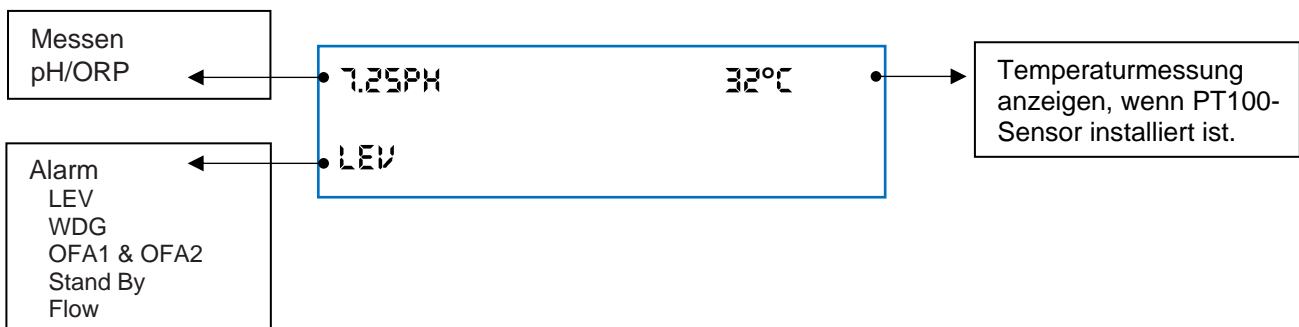 Messen
pH/ORP
7.25PH 32°C
Temperaturmessung
anzeigen, wenn PT100-
Sensor installiert ist.
LEV
Alarm
LEV
WDG
OFA1 & OFA2
Stand By
Flow